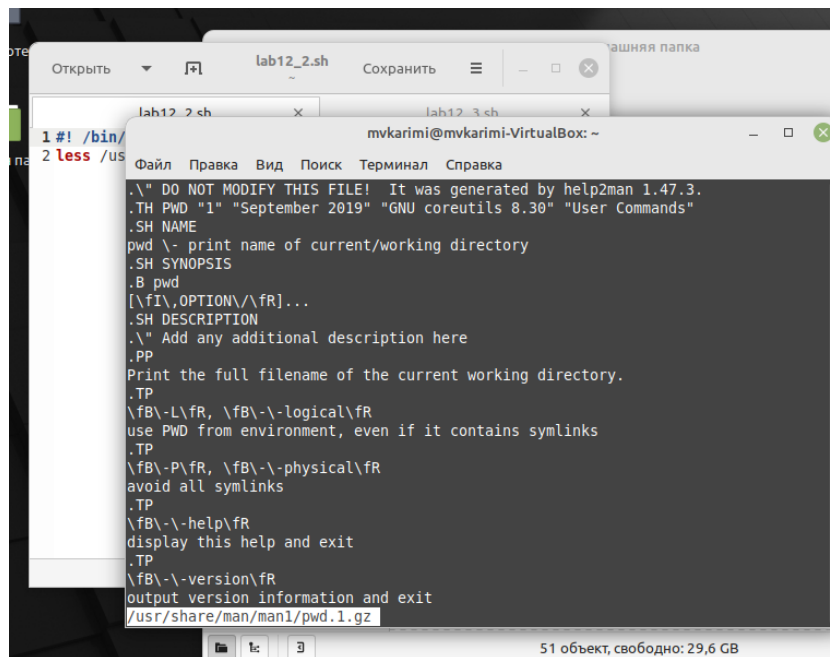 ашняя папка
Открыть
lab12_2.sh
~
Сохранить
lab12_2.sh
lab12_3.sh
1 #! /bin/
2 less /us
mvkarimi@mvkarimi-VirtualBox: ~
Файл Правка Вид Поиск Терминал Справка
.\" DO NOT MODIFY THIS FILE!  It was generated by help2man 1.47.3.
.TH PWD "1" "September 2019" "GNU coreutils 8.30" "User Commands"
.SH NAME
pwd \- print name of current/working directory
.SH SYNOPSIS
.B pwd
[\fI\,OPTION\/\fR]...
.SH DESCRIPTION
.\" Add any additional description here
.PP
Print the full filename of the current working directory.
.TP
\fB\-L\fR, \fB\-\-logical\fR
use PWD from environment, even if it contains symlinks
.TP
\fB\-P\fR, \fB\-\-physical\fR
avoid all symlinks
.TP
\fB\-\-help\fR
display this help and exit
.TP
\fB\-\-version\fR
output version information and exit
/usr/share/man/man1/pwd.1.gz
51 объект, свободно: 29,6 GB